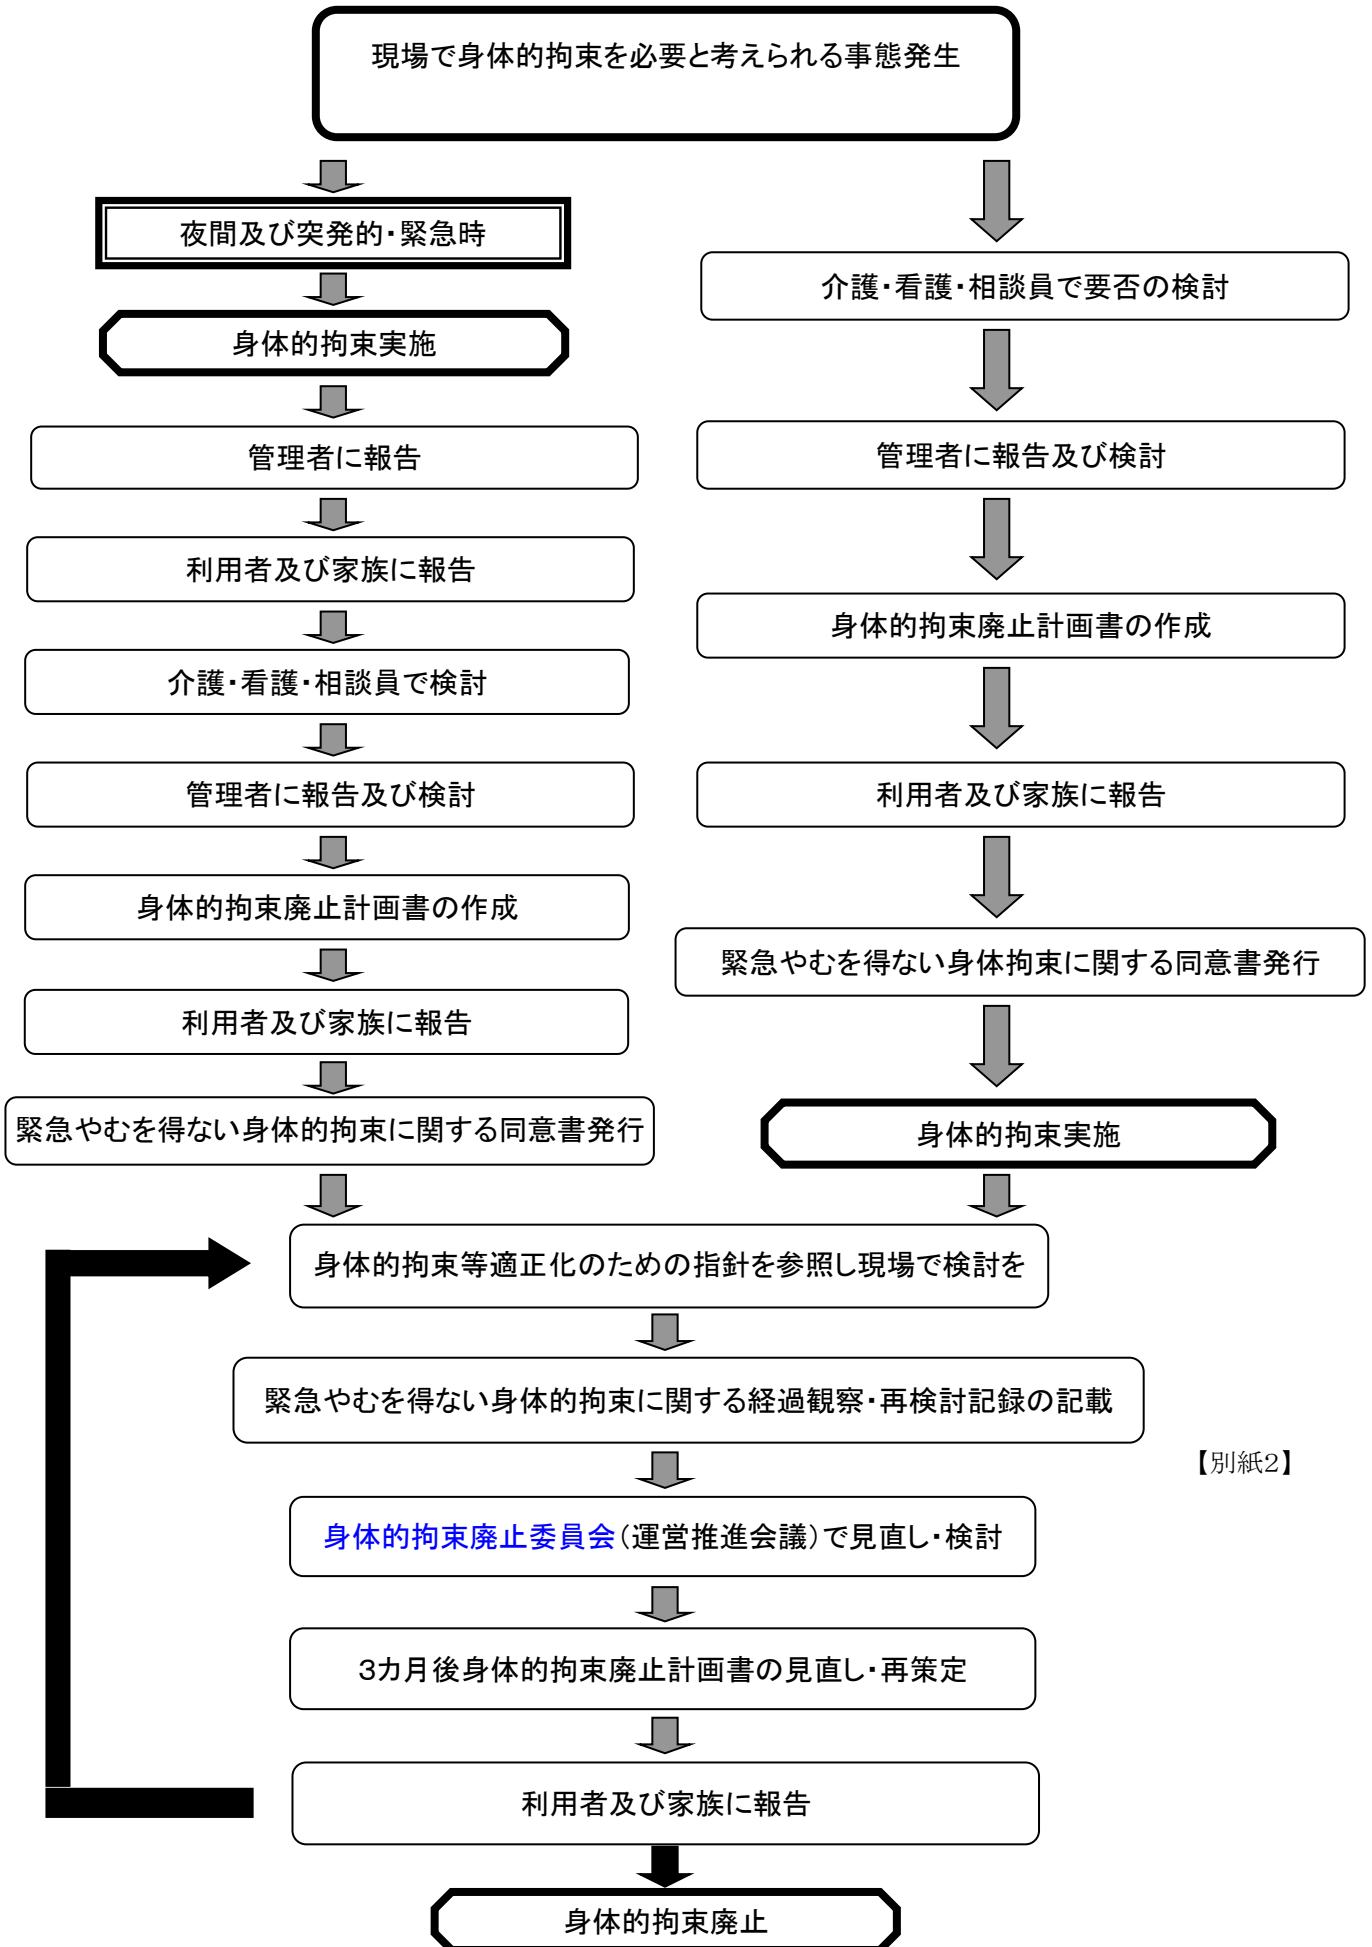 現場で身体的拘束を必要と考えられる事態発生
夜間及び突発的・緊急時
身体的拘束実施
管理者に報告
利用者及び家族に報告
介護・看護・相談員で検討
管理者に報告及び検討
身体的拘束廃止計画書の作成
利用者及び家族に報告
緊急やむを得ない身体的拘束に関する同意書発行
介護・看護・相談員で要否の検討
管理者に報告及び検討
身体的拘束廃止計画書の作成
利用者及び家族に報告
緊急やむを得ない身体拘束に関する同意書発行
身体的拘束実施
身体的拘束等適正化のための指針を参照し現場で検討を
緊急やむを得ない身体的拘束に関する経過観察・再検討記録の記載
【別紙2】
身体的拘束廃止委員会（運営推進会議）で見直し・検討
3カ月後身体的拘束廃止計画書の見直し・再策定
利用者及び家族に報告
身体的拘束廃止